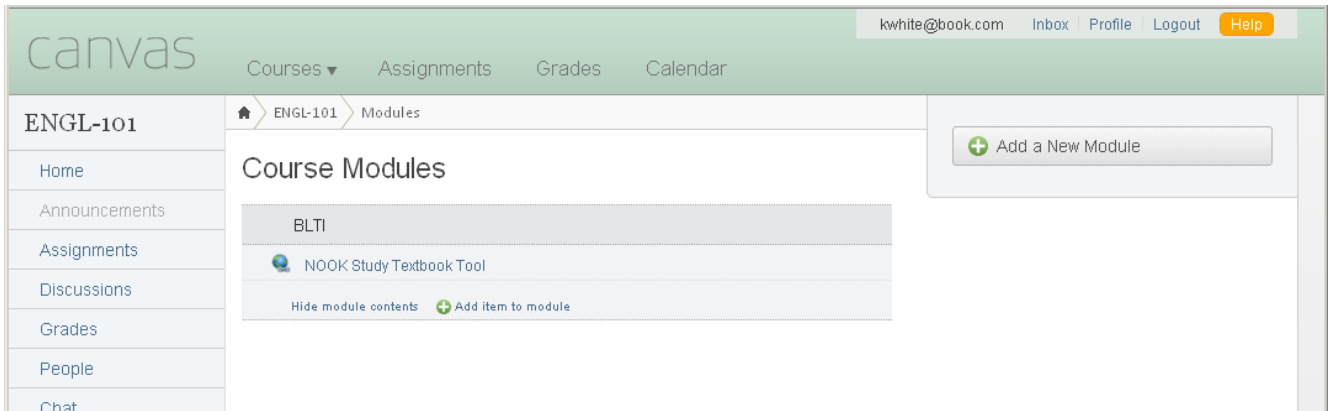 canvas
kwhite@book.com Inbox Profile Logout Help
Courses ▾ Assignments Grades Calendar
ENGL-101
Home
Announcements
Assignments
Discussions
Grades
People
Chat
ENGL-101 Modules
Course Modules
BLTI
NOOK Study Textbook Tool
Hide module contents Add item to module
Add a New Module